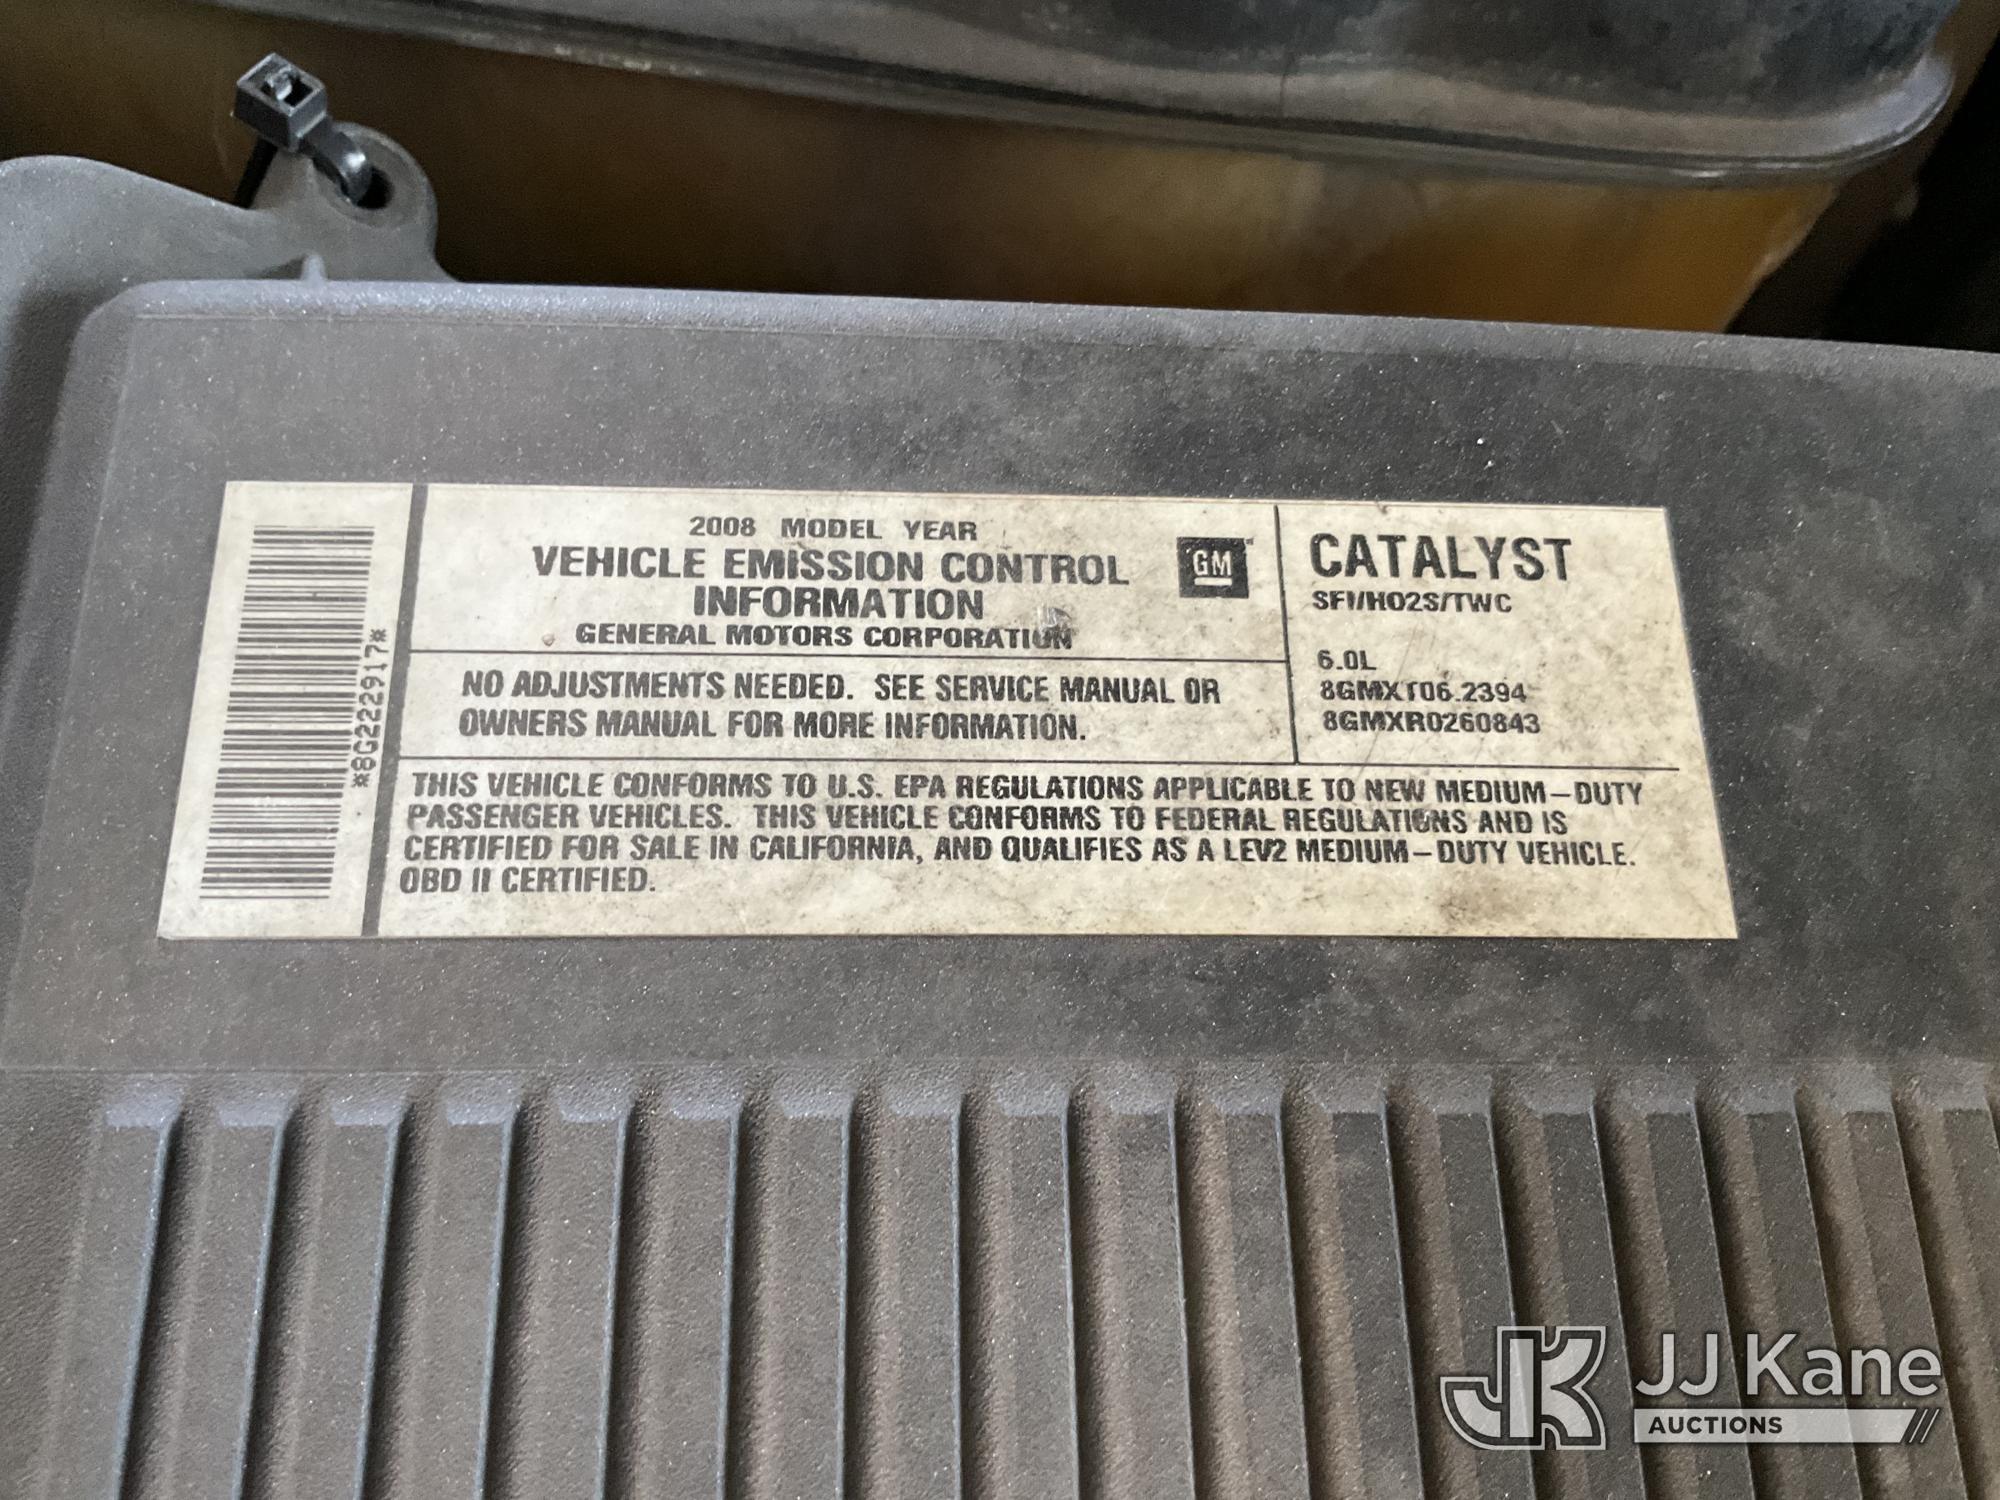 *8G222917*
2008 MODEL YEAR
VEHICLE EMISSION CONTROL
INFORMATION
GENERAL MOTORS CORPORATION
GM
NO ADJUSTMENTS NEEDED. SEE SERVICE MANUAL OR
OWNERS MANUAL FOR MORE INFORMATION.
CATALYST
SFI/HO2S/TWC
6.0L
8GMXT06.2394
8GMXR0260843
THIS VEHICLE CONFORMS TO U.S. EPA REGULATIONS APPLICABLE TO NEW MEDIUM-DUTY
PASSENGER VEHICLES. THIS VEHICLE CONFORMS TO FEDERAL REGULATIONS AND IS
CERTIFIED FOR SALE IN CALIFORNIA, AND QUALIFIES AS A LEV2 MEDIUM-DUTY VEHICLE.
OBD II CERTIFIED.
JK JJ Kane
AUCTIONS